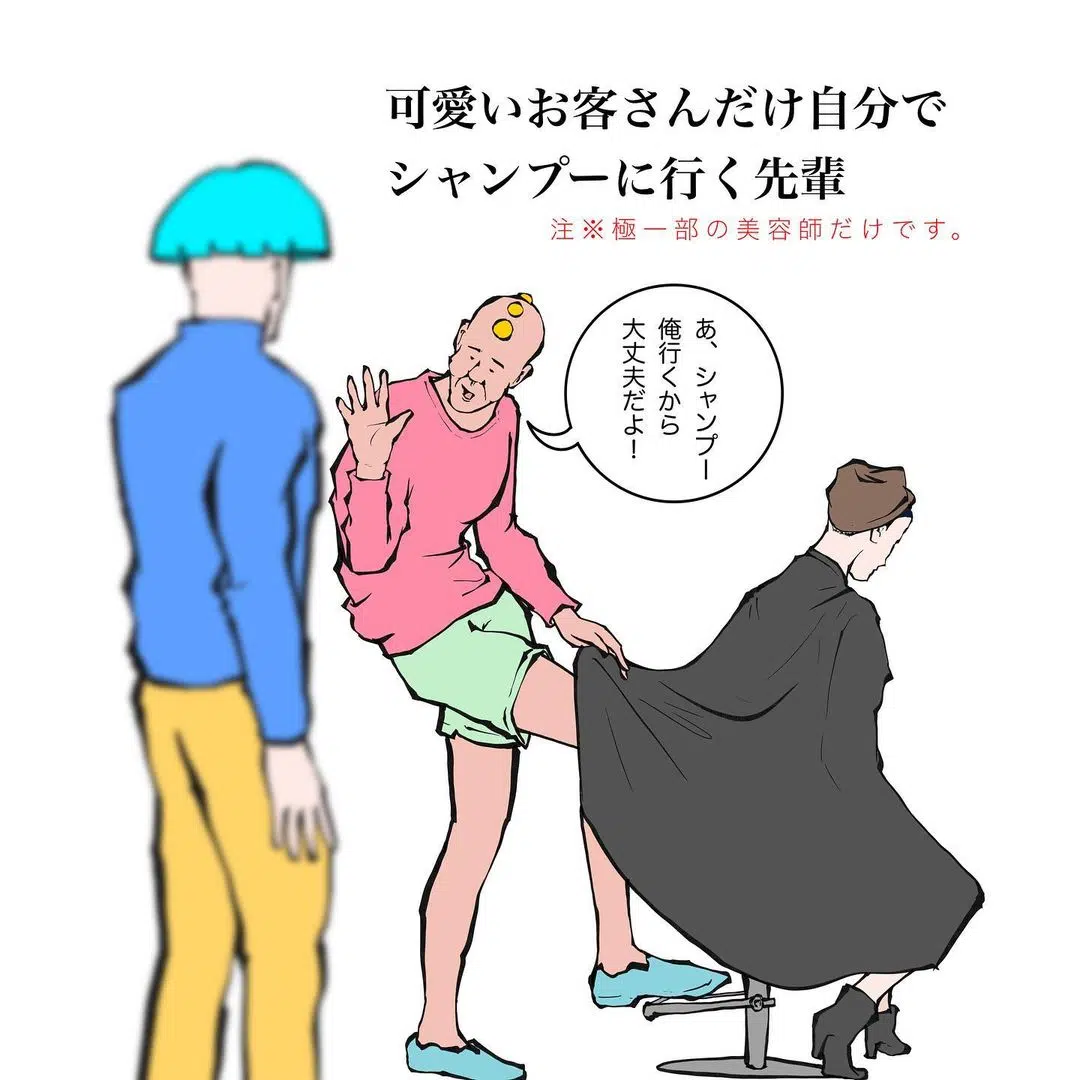 可愛いお客さんだけ自分で
シャンプーに行く先輩
注※極一部の美容師だけです。
あ、シャンプー
俺行くから
大丈夫だよ！